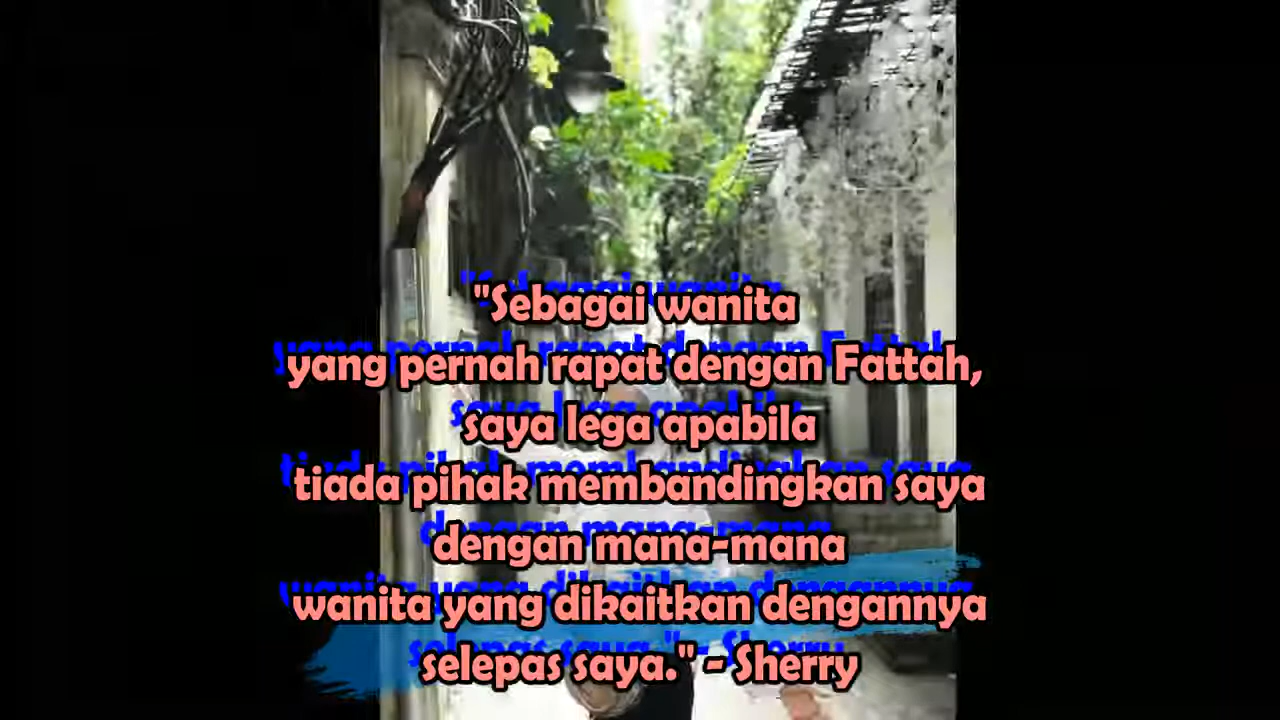 "Sebagai wanita
yang pernah rapat dengan Fattah,
saya lega apabila
tiada pihak membandingkan saya
dengan mana-mana
wanita yang dikaitkan dengannya
selepas saya." - Sherry